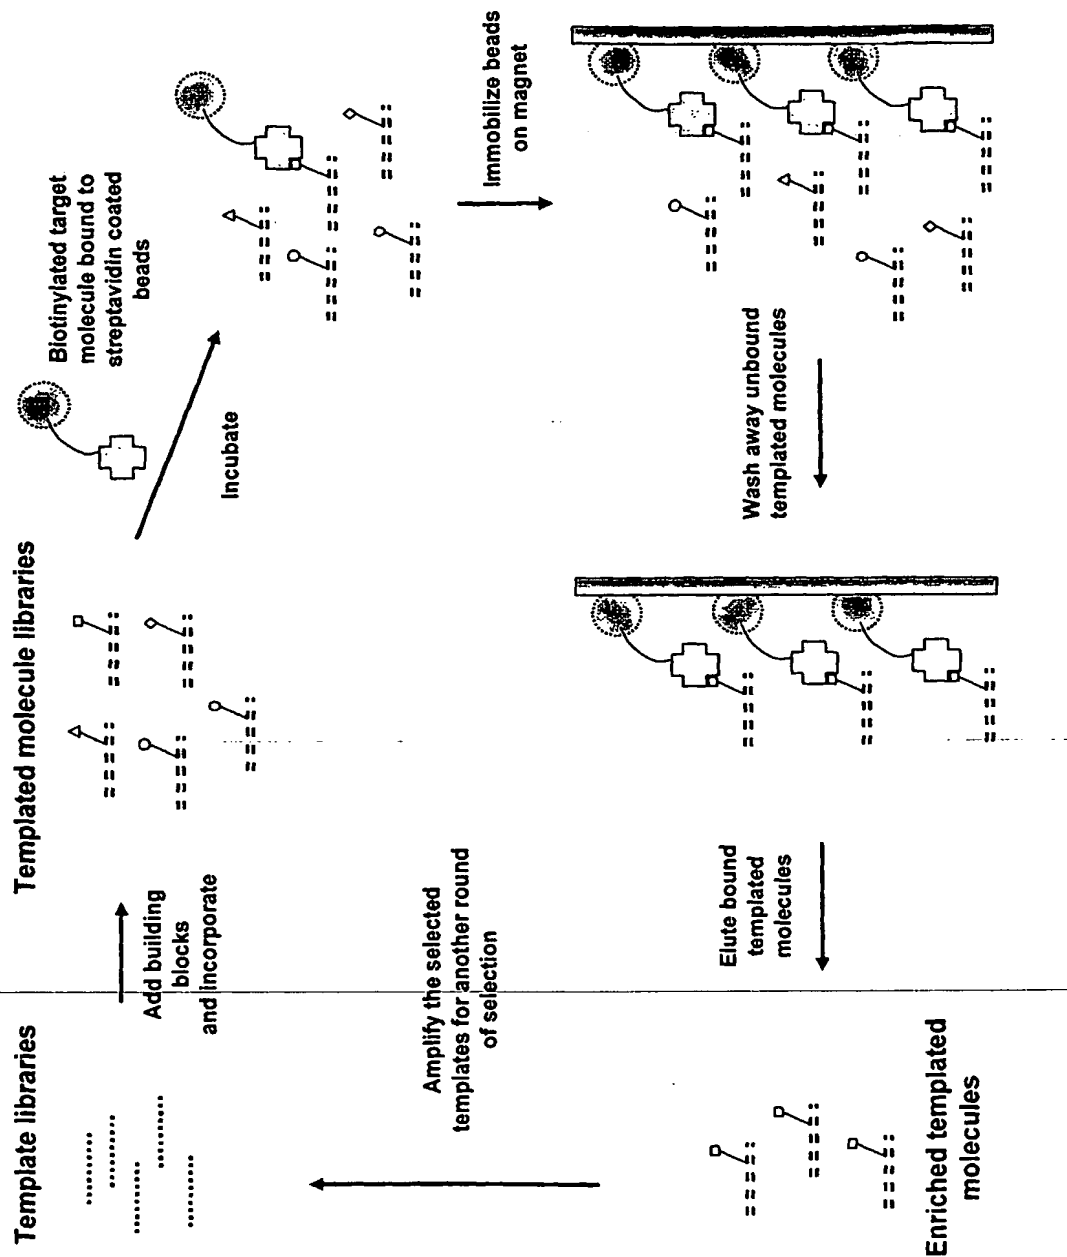 Template libraries
Add building
blocks
and incorporate
Templated molecule libraries
Incubate
Biotinylated target
molecule bound to
streptavidin coated
beads
Immobilize beads
on magnet
Wash away unbound
templated molecules
Elute bound
templated
molecules
Enriched templated
molecules
Amplify the selected
templates for another round
of selection